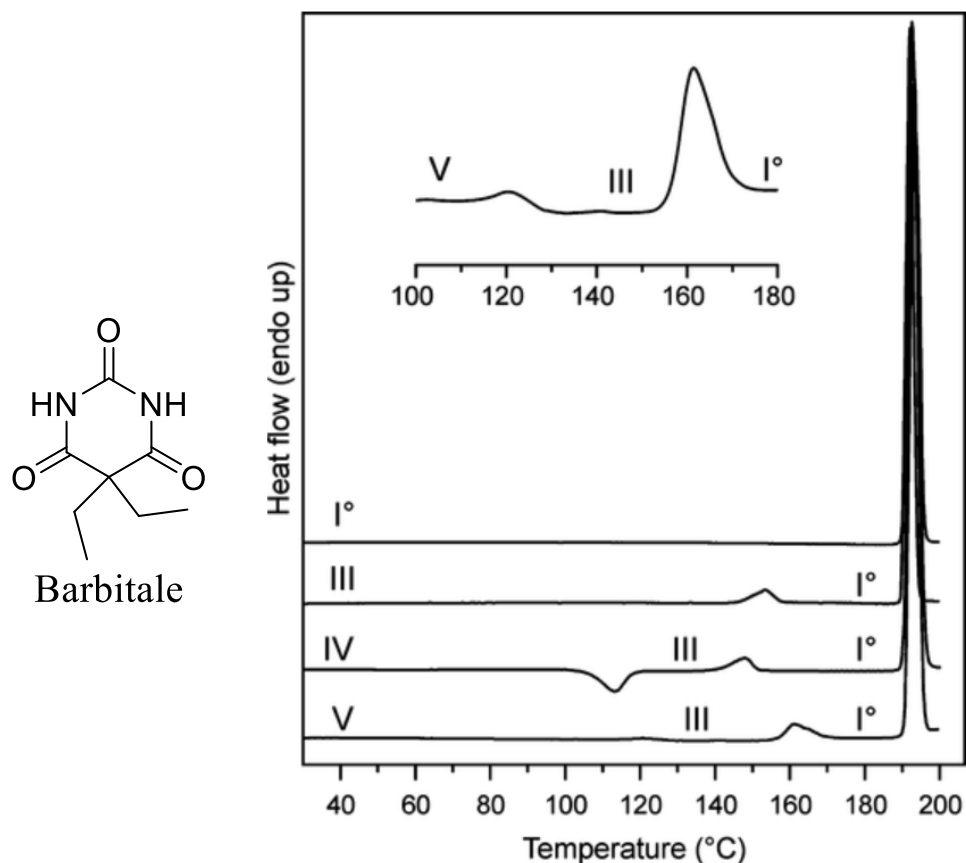 O
HN NH
O O
Barbitale
Heat flow (endo up)
V III I°
100 120 140 160 180
I°
III I°
IV III I°
V III I°
40 60 80 100 120 140 160 180 200
Temperature (°C)